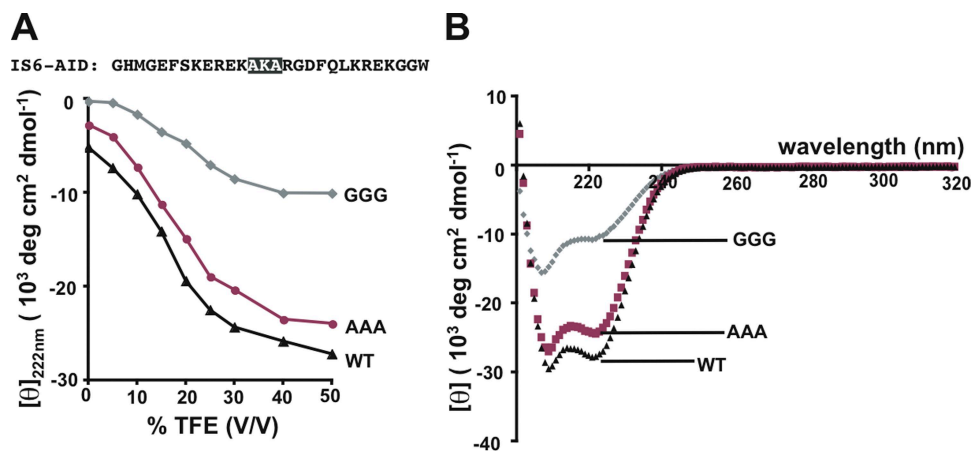 A
IS6-AID: GHMGEFSKEREKAKARGDFQLKREKGGW
[θ]222nm ( 10³ deg cm² dmol⁻¹)
0
-10
-20
-30
0 10 20 30 40 50
% TFE (V/V)
GGG
AAA
WT
B
[θ] ( 10³ deg cm² dmol⁻¹)
10
0
-10
-20
-30
-40
wavelength (nm)
220 240 260 280 300 320
GGG
AAA
WT